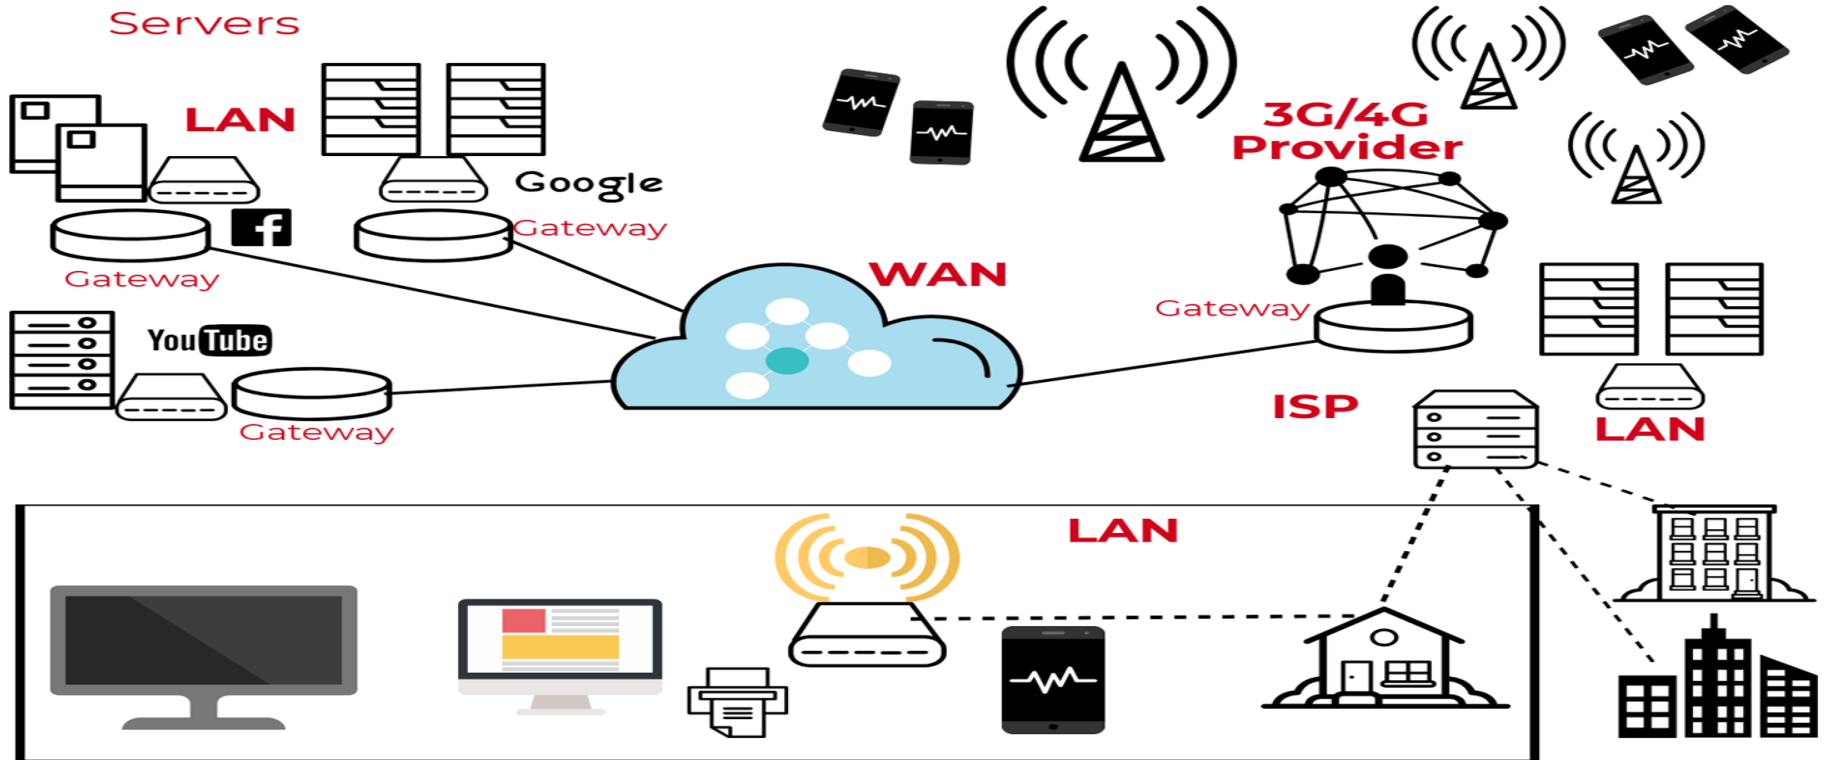 Servers
LAN
Google
Gateway
f
Gateway
YouTube
Gateway
WAN
3G/4G
Provider
Gateway
ISP
LAN
LAN